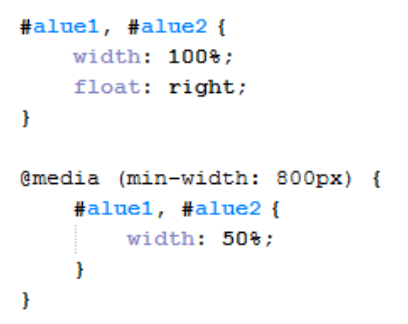 #alue1, #alue2 {
    width: 100%;
    float: right;
}

@media (min-width: 800px) {
    #alue1, #alue2 {
        width: 50%;
    }
}